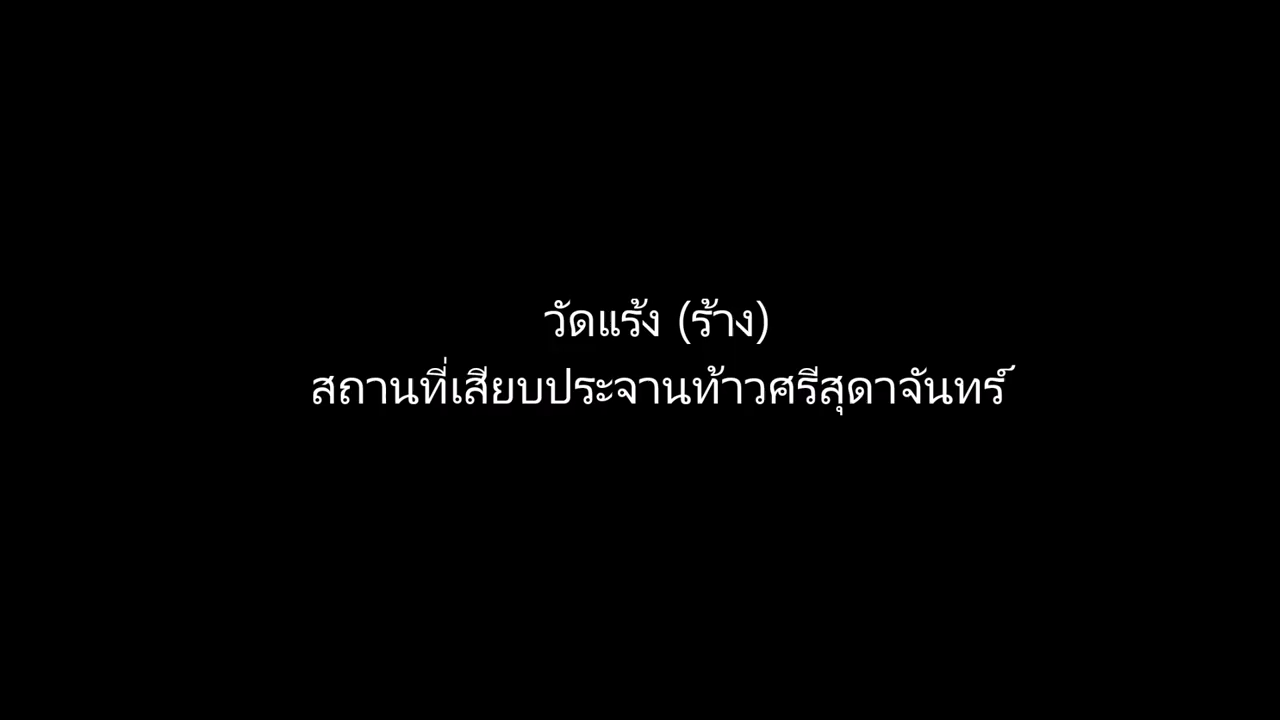 วัดแร้ง (ร้าง)
สถานที่เสียบประจานท้าวศรีสุดาจันทร์